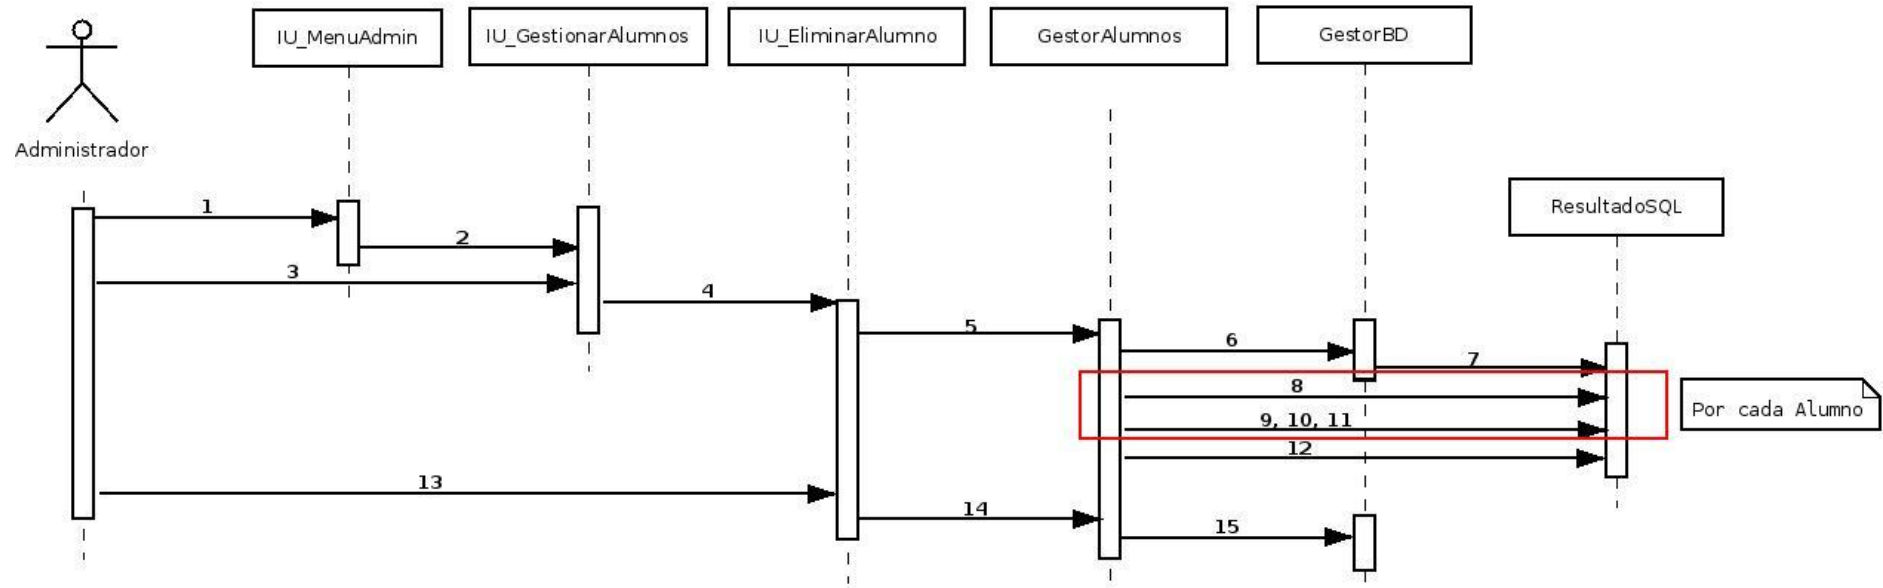 IU_MenuAdmin
IU_GestionarAlumnos
IU_EliminarAlumno
GestorAlumnos
GestorBD
Administrador
ResultadoSQL
1
2
3
4
5
6
7
8
9, 10, 11
Por cada Alumno
12
13
14
15